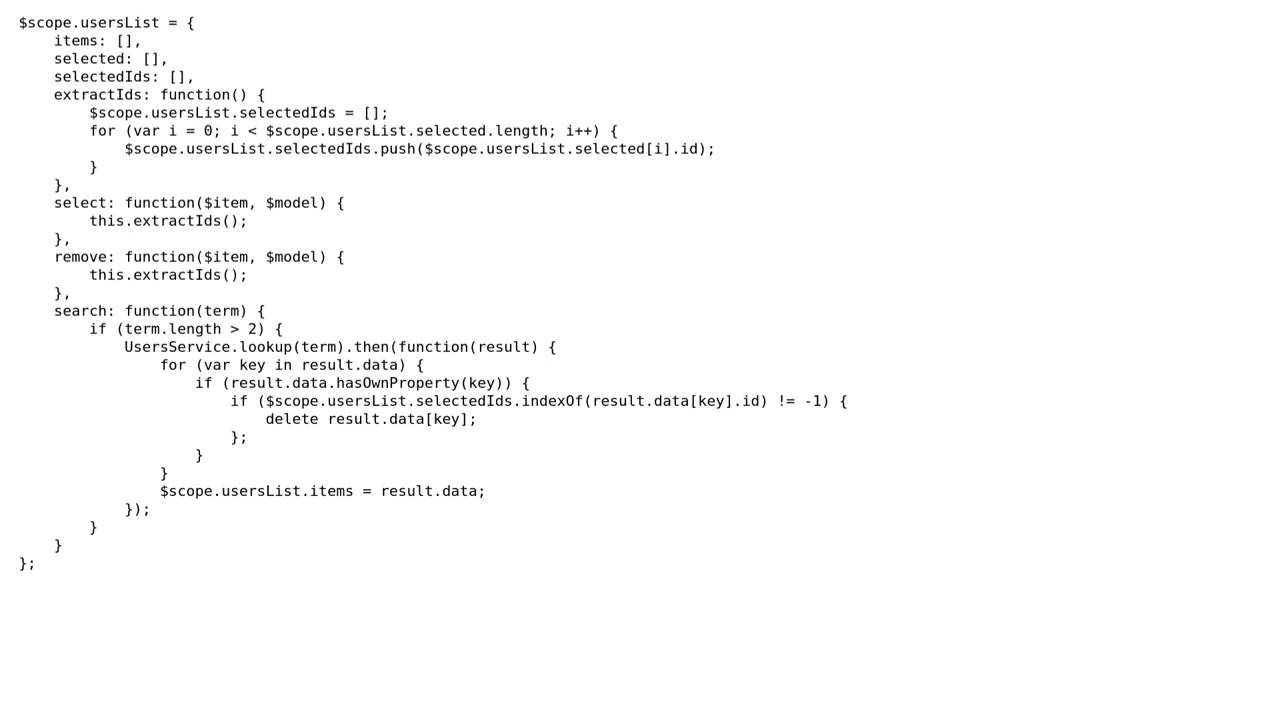 $scope.usersList = {
    items: [],
    selected: [],
    selectedIds: [],
    extractIds: function() {
        $scope.usersList.selectedIds = [];
        for (var i = 0; i < $scope.usersList.selected.length; i++) {
            $scope.usersList.selectedIds.push($scope.usersList.selected[i].id);
        }
    },
    select: function($item, $model) {
        this.extractIds();
    },
    remove: function($item, $model) {
        this.extractIds();
    },
    search: function(term) {
        if (term.length > 2) {
            UsersService.lookup(term).then(function(result) {
                for (var key in result.data) {
                    if (result.data.hasOwnProperty(key)) {
                        if ($scope.usersList.selectedIds.indexOf(result.data[key].id) != -1) {
                            delete result.data[key];
                        };
                    }
                }
                $scope.usersList.items = result.data;
            });
        }
    }
};